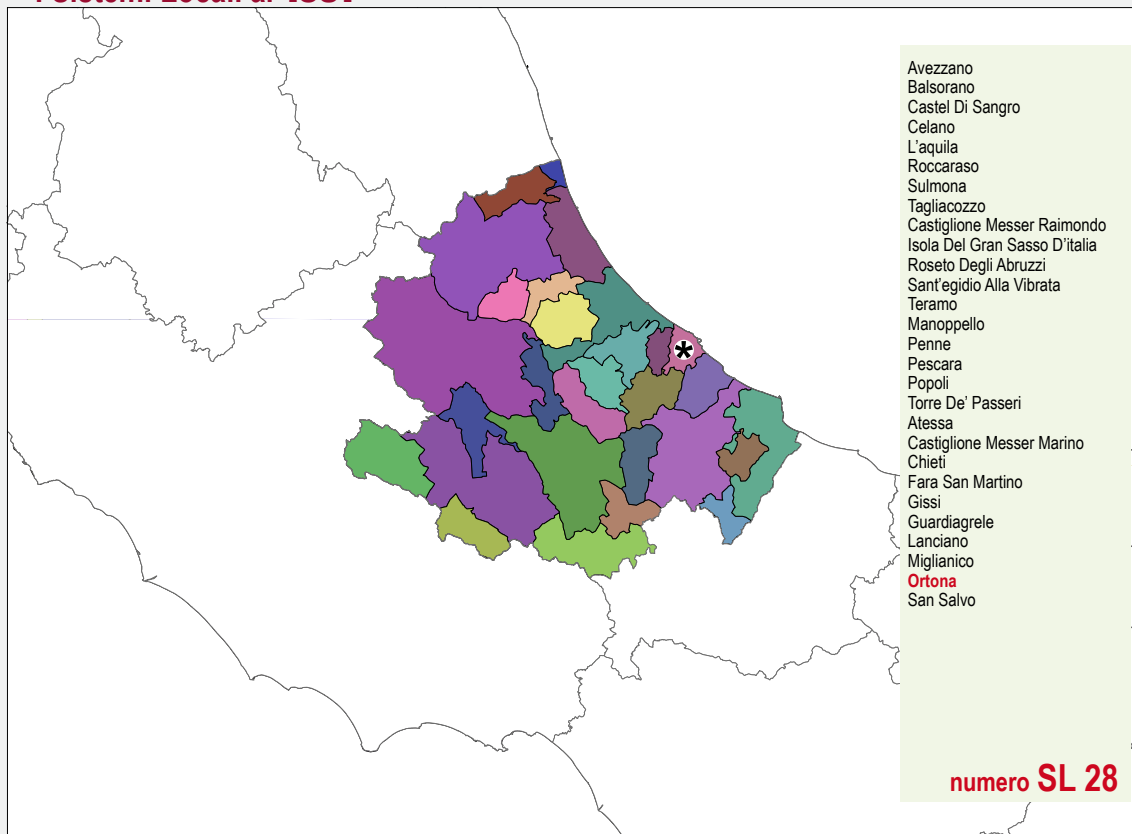 Avezzano
Balsorano
Castel Di Sangro
Celano
L'aquila
Roccaraso
Sulmona
Tagliacozzo
Castiglione Messer Raimondo
Isola Del Gran Sasso D'italia
Roseto Degli Abruzzi
Sant'egidio Alla Vibrata
Teramo
Manoppello
Penne
Pescara
Popoli
Torre De' Passeri
Atessa
Castiglione Messer Marino
Chieti
Fara San Martino
Gissi
Guardiagrele
Lanciano
Miglianico
Ortona
San Salvo
*
numero SL 28